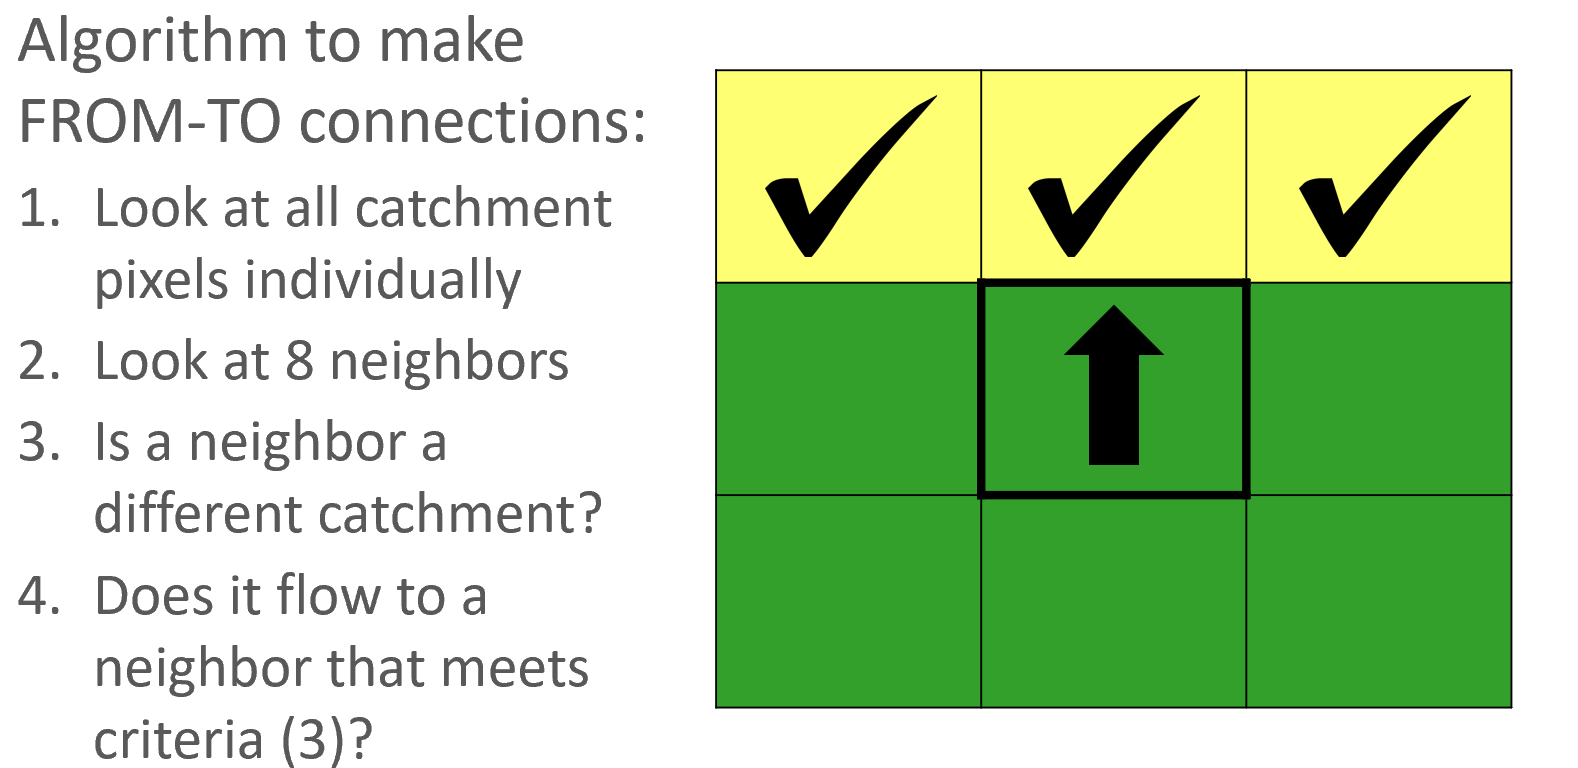 Algorithm to make
FROM-TO connections:
1. Look at all catchment
pixels individually
2. Look at 8 neighbors
3. Is a neighbor a
different catchment?
4. Does it flow to a
neighbor that meets
criteria (3)?